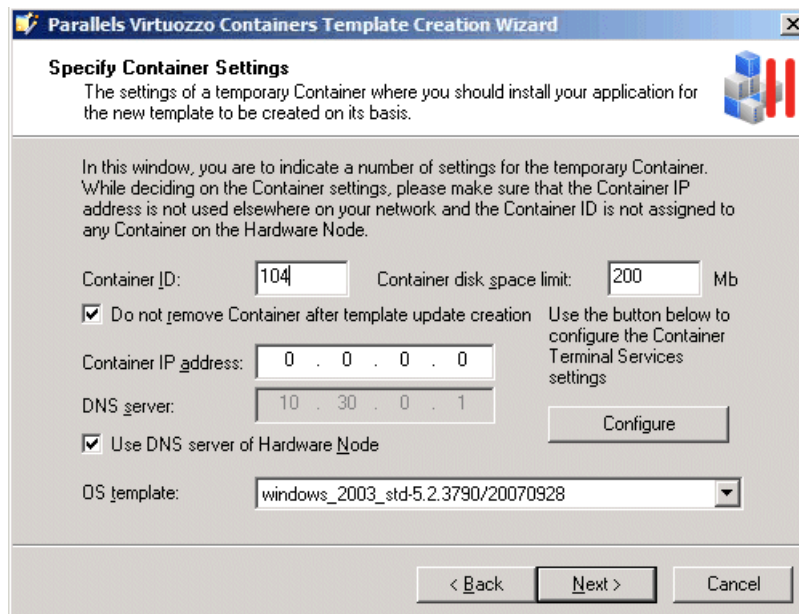 Parallels Virtuozzo Containers Template Creation Wizard
Specify Container Settings
The settings of a temporary Container where you should install your application for
the new template to be created on its basis.
In this window, you are to indicate a number of settings for the temporary Container.
While deciding on the Container settings, please make sure that the Container IP
address is not used elsewhere on your network and the Container ID is not assigned to
any Container on the Hardware Node.
Container ID: 104 Container disk space limit: 200 Mb
Do not remove Container after template update creation
Use the button below to
configure the Container
Terminal Services
settings
Container IP address: 0 . 0 . 0 . 0
DNS server: 10 . 30 . 0 . 1
Configure
Use DNS server of Hardware Node
OS template: windows_2003_std-5.2.3790/20070928
< Back Next > Cancel